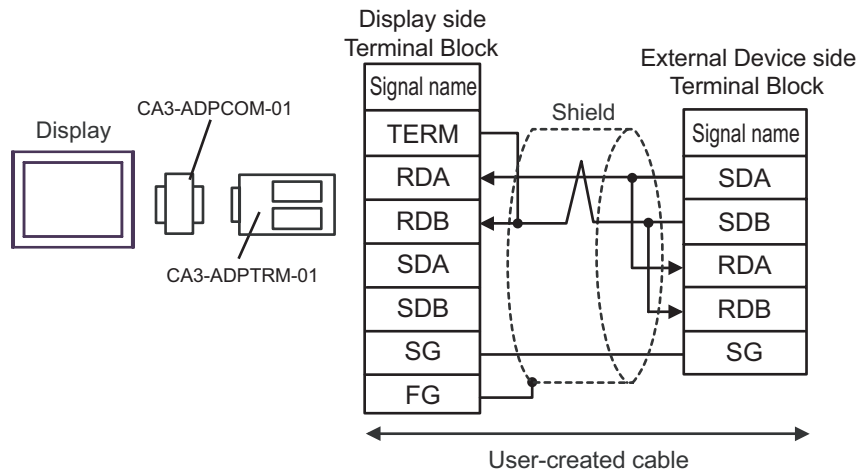 Display side
Terminal Block
External Device side
Terminal Block
CA3-ADPCOM-01
Display
CA3-ADPTRM-01
Shield
Signal name
TERM
RDA
RDB
SDA
SDB
SG
FG
Signal name
SDA
SDB
RDA
RDB
SG
User-created cable